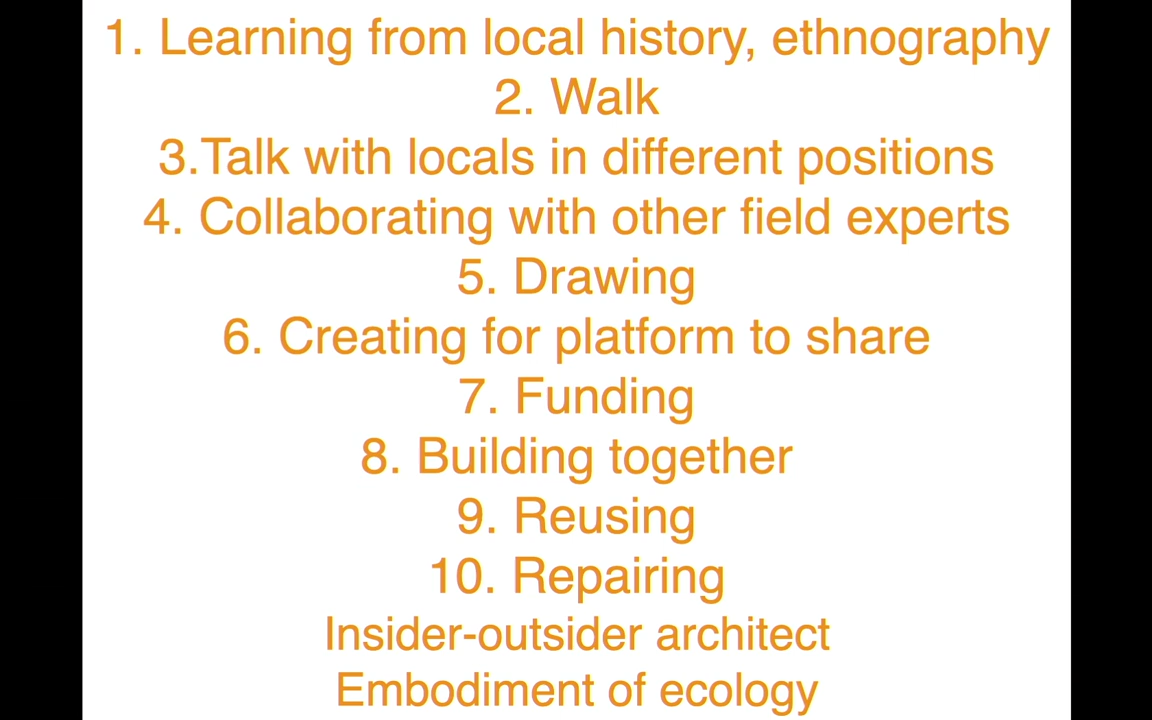 1. Learning from local history, ethnography
2. Walk
3.Talk with locals in different positions
4. Collaborating with other field experts
5. Drawing
6. Creating for platform to share
7. Funding
8. Building together
9. Reusing
10. Repairing
Insider-outsider architect
Embodiment of ecology